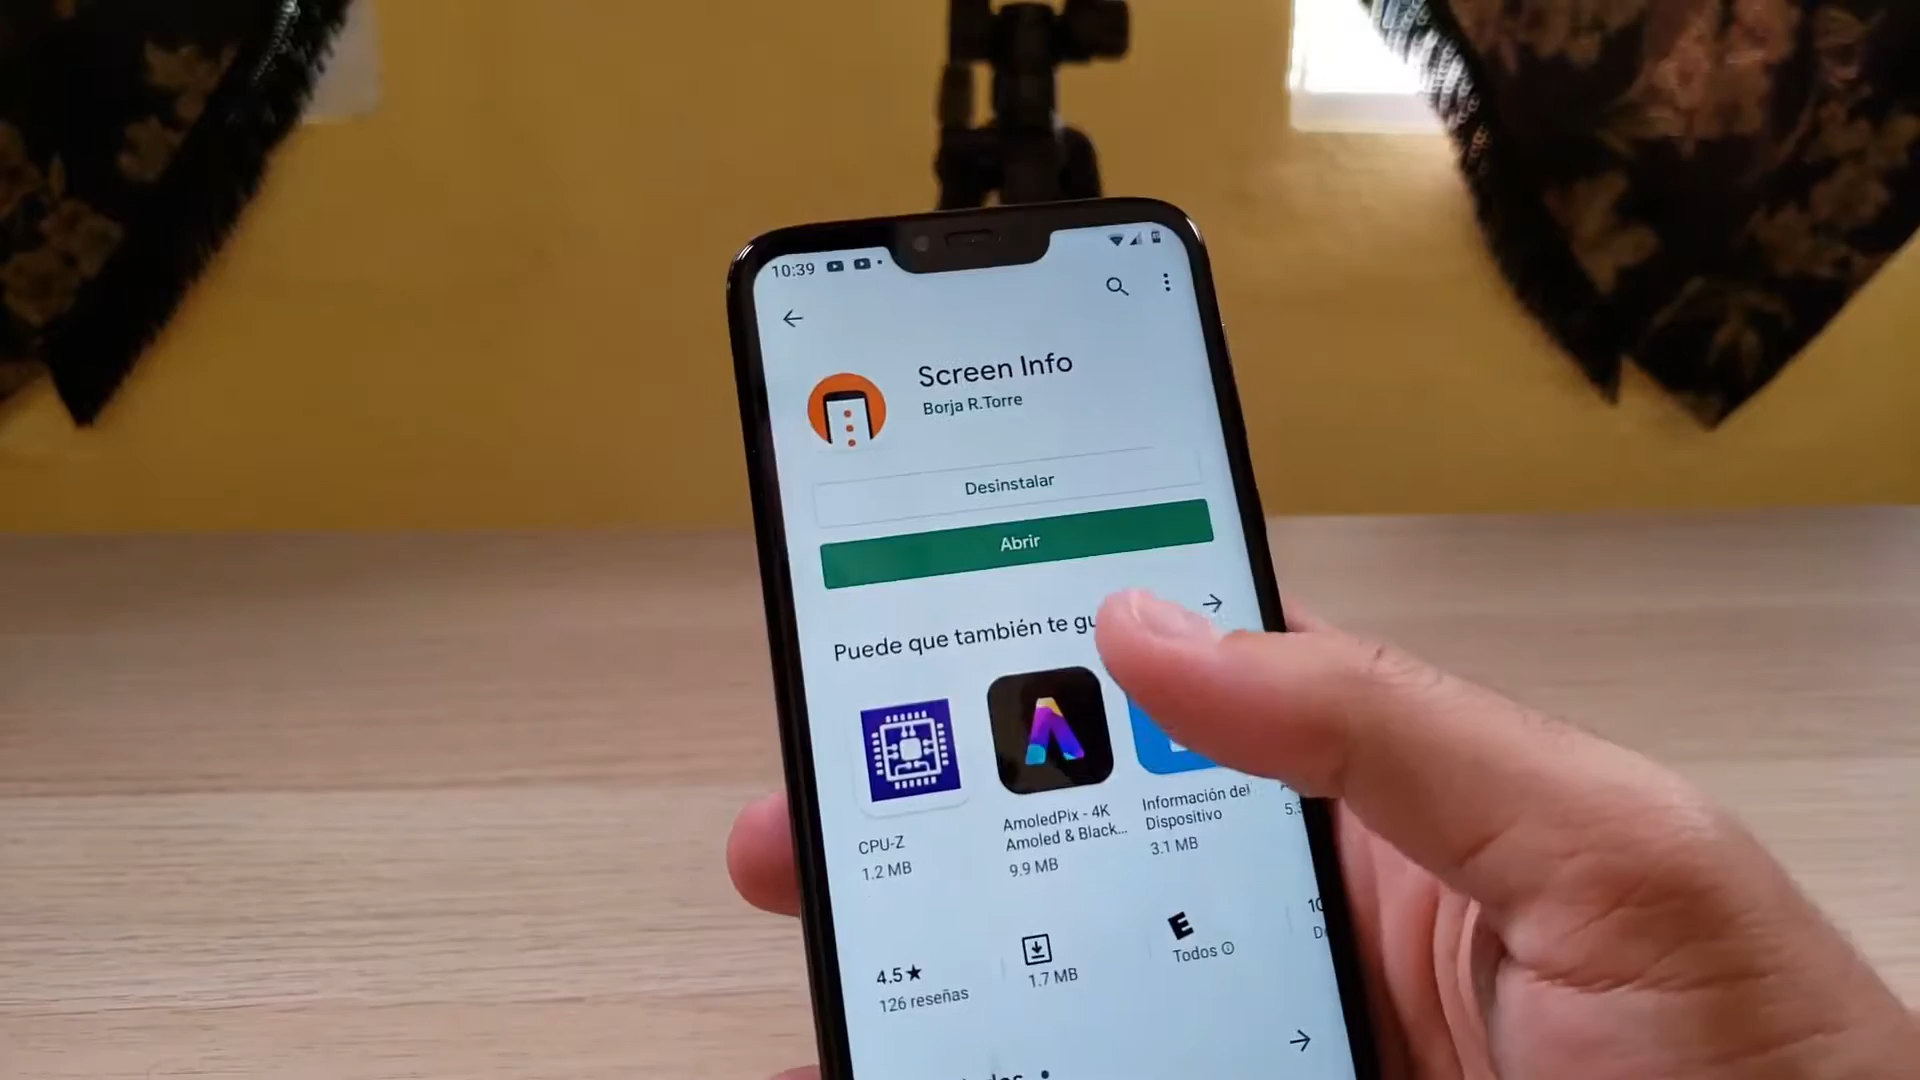 10:39
Screen Info
Borja R.Torre
Desinstalar
Abrir
Puede que también te
CPU-Z
1.2 MB
AmoledPix - 4K
Amoled & Black...
9.9 MB
Información del
Dispositivo
3.1 MB
4.5★
126 reseñas
1.7 MB
E
Todos